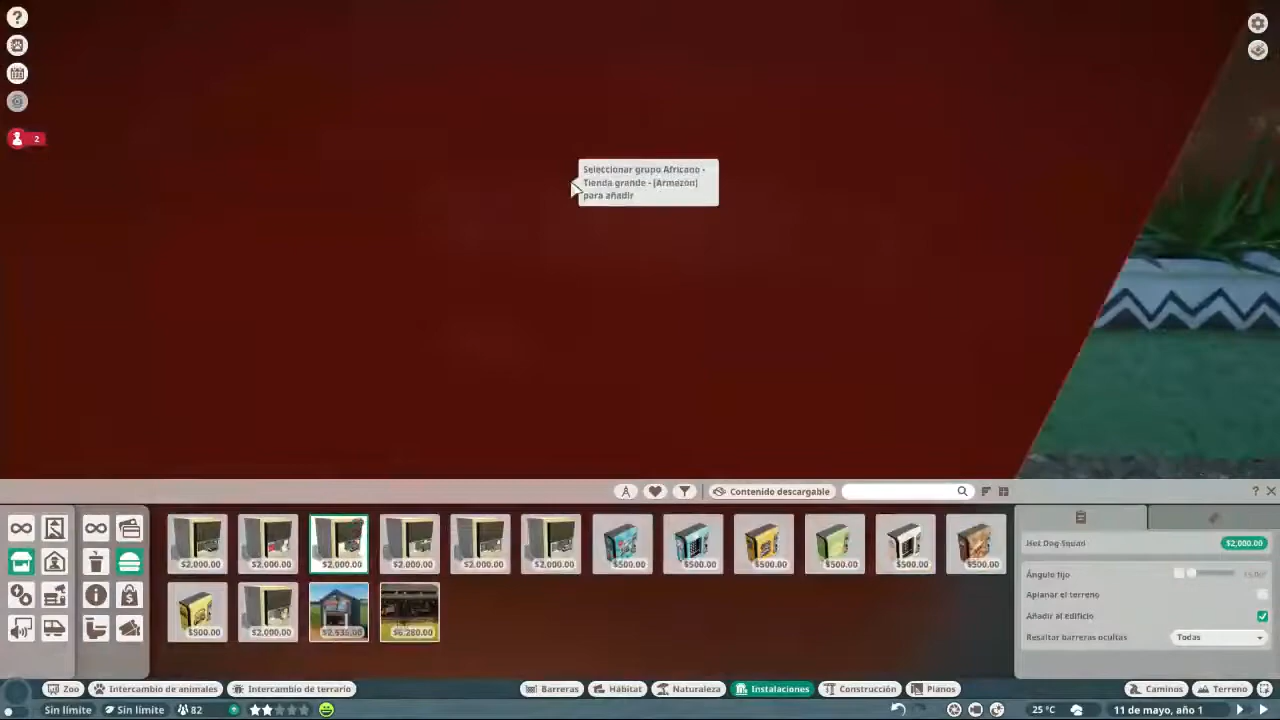 ?
2
Seleccionar grupo Africano -
Tienda grande - [Armazón]
para añadir
Contenido descargable
?
$2,000.00 $2,000.00 $2,000.00 $2,000.00 $2,000.00 $2,000.00 $500.00 $500.00 $500.00 $500.00 $500.00 $500.00
$500.00 $2,000.00 $2,535.00 $6,280.00
Hot Dog Squad $2,000.00
Ángulo fijo
Aplanar el terreno
Añadir al edificio
Resaltar barreras ocultas Todas
Zoo Intercambio de animales Intercambio de terrario Barreras Hábitat Naturaleza Instalaciones Construcción Planos Caminos Terreno
Sin límite Sin límite 82 25 °C 11 de mayo, año 1